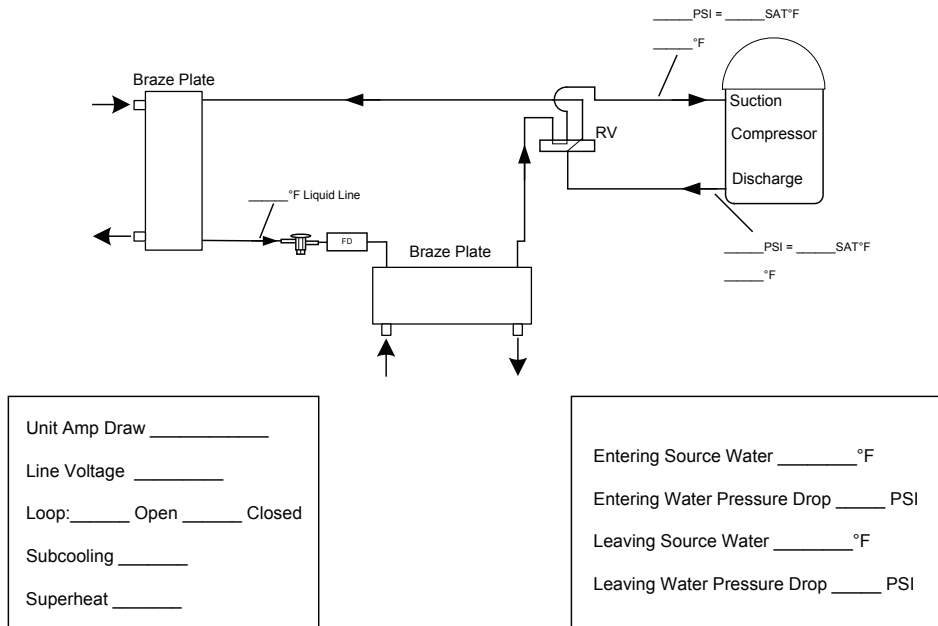 _____PSI = _____SAT°F
_____°F
Braze Plate
Suction
RV
Compressor
Discharge
_____°F Liquid Line
FD
Braze Plate
_____PSI = _____SAT°F
_____°F
Unit Amp Draw ____________
Line Voltage _________
Loop:______ Open ______ Closed
Subcooling _______
Superheat _______
Entering Source Water ________°F
Entering Water Pressure Drop _____ PSI
Leaving Source Water ________°F
Leaving Water Pressure Drop _____ PSI